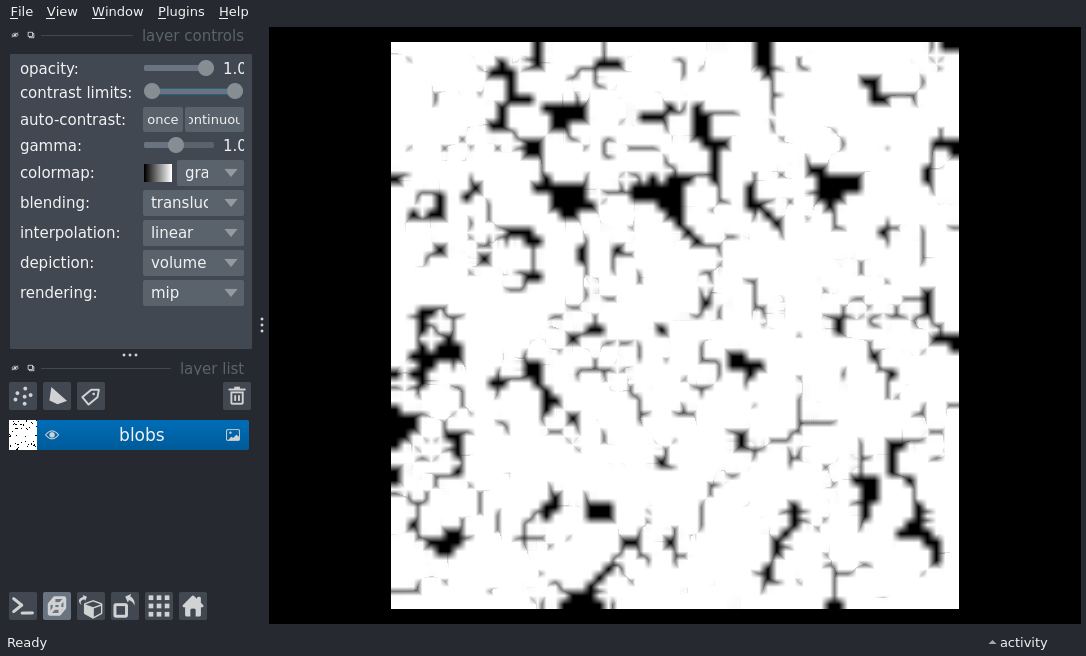 File View Window Plugins Help
layer controls
opacity: 1.0
contrast limits:
auto-contrast: once ontinuou
gamma: 1.0
colormap: gra
blending: transluc
interpolation: linear
depiction: volume
rendering: mip
layer list
blobs
Ready
activity